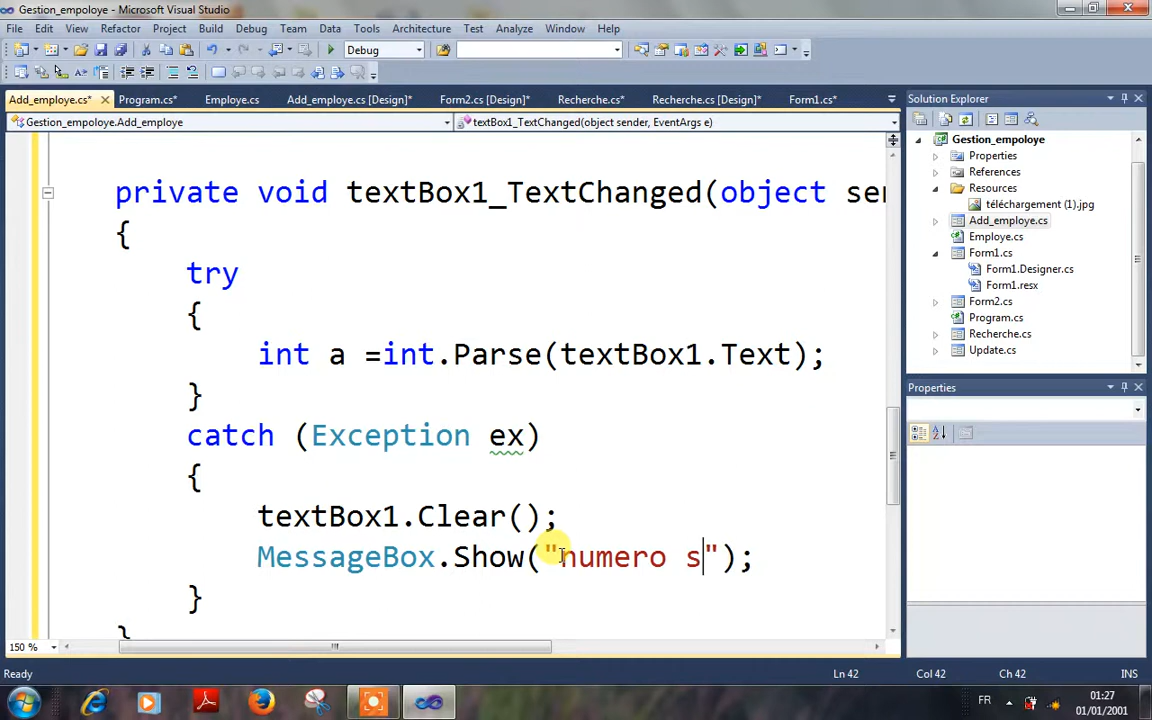 Gestion_empoloye - Microsoft Visual Studio
File Edit View Refactor Project Build Debug Team Data Tools Architecture Test Analyze Window Help
Debug
Add_employe.cs* Program.cs* Employe.cs Add_employe.cs [Design]* Form2.cs [Design]* Recherche.cs* Recherche.cs [Design]* Form1.cs*
Gestion_empoloye.Add_employe textBox1_TextChanged(object sender, EventArgs e)
private void textBox1_TextChanged(object sen
{
try
{
int a =int.Parse(textBox1.Text);
}
catch (Exception ex)
{
textBox1.Clear();
MessageBox.Show("numero s");
}
}
150 %
Solution Explorer
Gestion_empoloye
Properties
References
Resources
téléchargement (1).jpg
Add_employe.cs
Employe.cs
Form1.cs
Form1.Designer.cs
Form1.resx
Form2.cs
Program.cs
Recherche.cs
Update.cs
Properties
Ready Ln 42 Col 42 Ch 42 INS
FR 01:27
01/01/2001